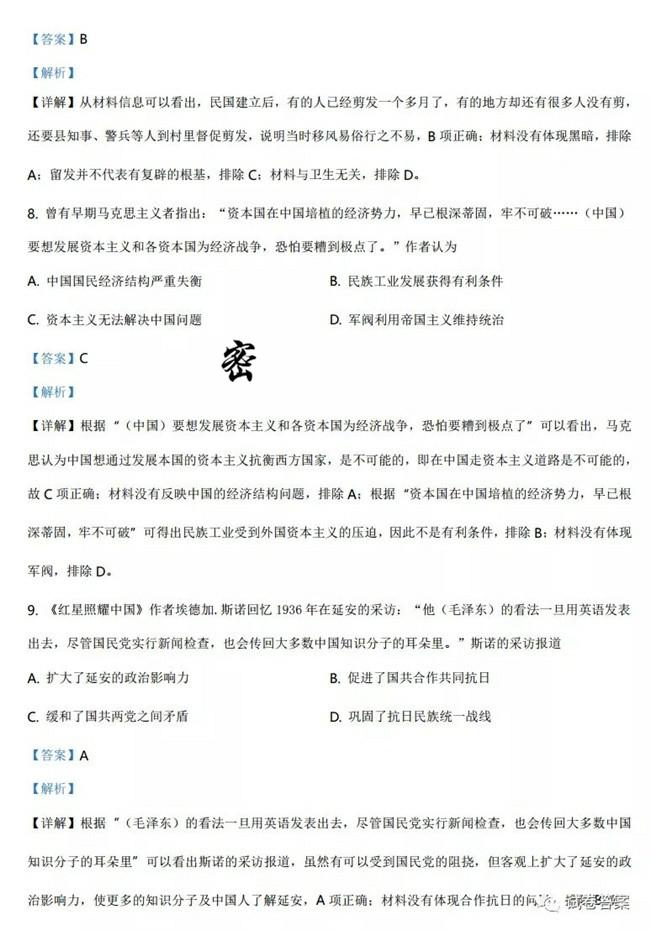 【答案】B
【解析】
【详解】从材料信息可以看出，民国建立后，有的人已经剪发一个多月了，有的地方却还有很多人没有剪，
还要县知事、警兵等人到村里督促剪发，说明当时移风易俗行之不易，B 项正确；材料没有体现黑暗，排除
A；留发并不代表有复辟的根基，排除 C；材料与卫生无关，排除 D。
8. 曾有早期马克思主义者指出：“资本国在中国培植的经济势力，早已根深蒂固，牢不可破……（中国）
要想发展资本主义和各资本国为经济战争，恐怕要糟到极点了。”作者认为
A. 中国国民经济结构严重失衡 B. 民族工业发展获得有利条件
C. 资本主义无法解决中国问题 D. 军阀利用帝国主义维持统治
【答案】C
密
【解析】
【详解】根据“（中国）要想发展资本主义和各资本国为经济战争，恐怕要糟到极点了”可以看出，马克
思认为中国想通过发展本国的资本主义抗衡西方国家，是不可能的，即在中国走资本主义道路是不可能的，
故 C 项正确；材料没有反映中国的经济结构问题，排除 A；根据“资本国在中国培植的经济势力，早已根
深蒂固，牢不可破”可得出民族工业受到外国资本主义的压迫，因此不是有利条件，排除 B；材料没有体现
军阀，排除 D。
9. 《红星照耀中国》作者埃德加.斯诺回忆 1936 年在延安的采访：“他（毛泽东）的看法一旦用英语发表
出去，尽管国民党实行新闻检查，也会传回大多数中国知识分子的耳朵里。”斯诺的采访报道
A. 扩大了延安的政治影响力 B. 促进了国共合作共同抗日
C. 缓和了国共两党之间矛盾 D. 巩固了抗日民族统一战线
【答案】A
【解析】
【详解】根据“（毛泽东）的看法一旦用英语发表出去，尽管国民党实行新闻检查，也会传回大多数中国
知识分子的耳朵里”可以看出斯诺的采访报道，虽然有可以受到国民党的阻挠，但客观上扩大了延安的政
治影响力，使更多的知识分子及中国人了解延安，A 项正确；材料没有体现合作抗日的问
试卷答案